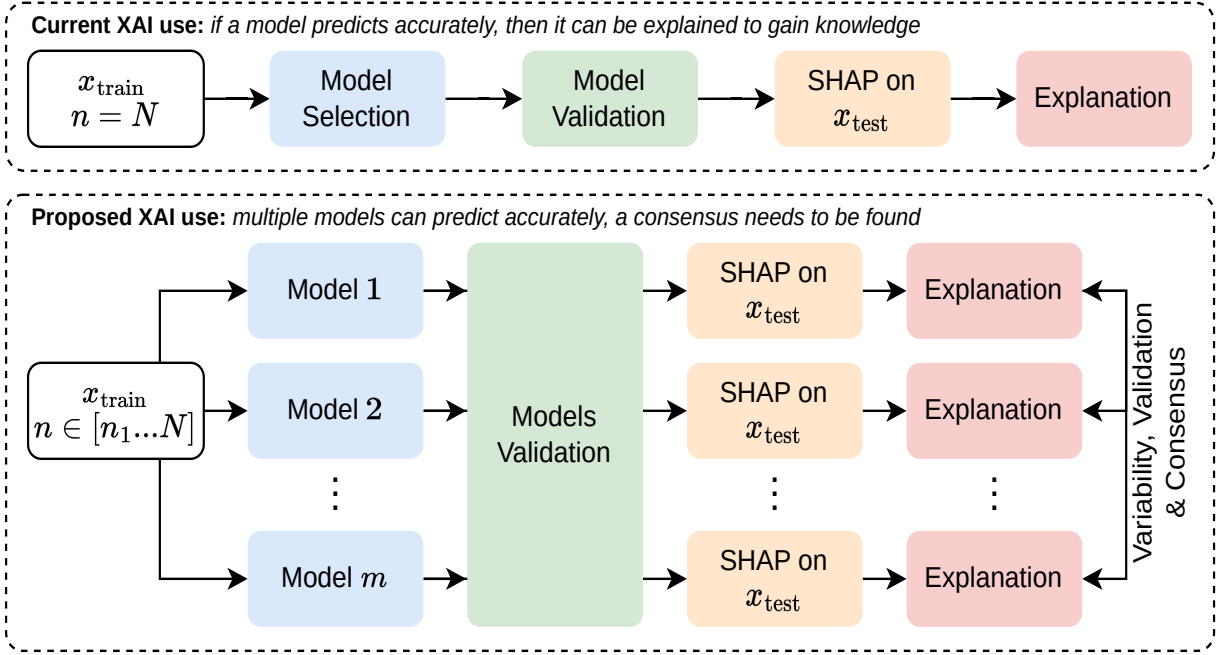 Current XAI use: if a model predicts accurately, then it can be explained to gain knowledge
x_train
n = N
Model
Selection
Model
Validation
SHAP on
x_test
Explanation
Proposed XAI use: multiple models can predict accurately, a consensus needs to be found
x_train
n ∈ [n_1...N]
Model 1
Model 2
⋮
Model m
Models
Validation
SHAP on
x_test
SHAP on
x_test
⋮
SHAP on
x_test
Explanation
Explanation
⋮
Explanation
Variability, Validation
& Consensus